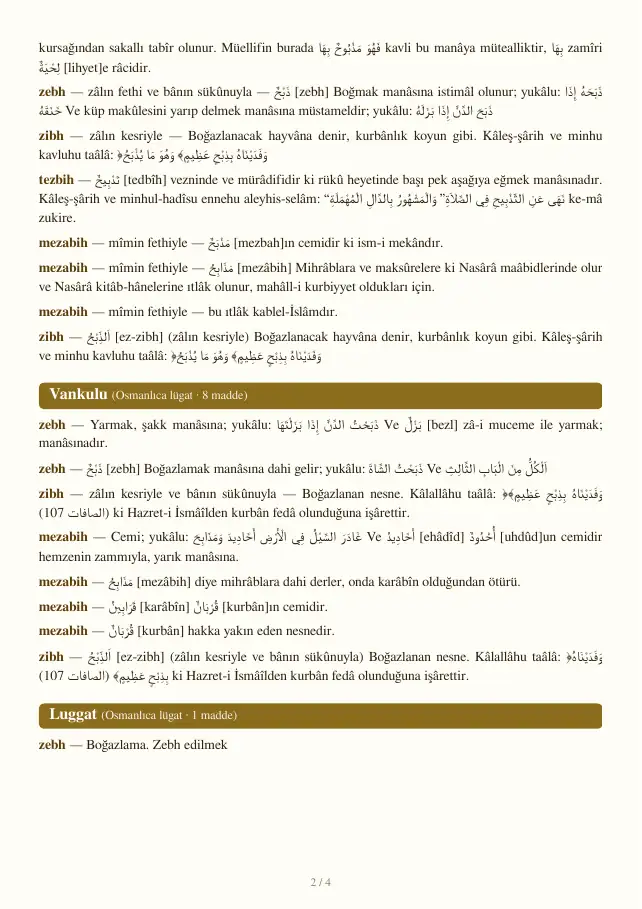 kursağından sakallı tabîr olunur. Müellifin burada فَهُوَ مَذْبُوحٌ بِهَا kavli bu manâya mütealliktir, بِهَا zamîri
لِحْيَةٌ [lihyet]e râcidir.
zebh — zâlın fethi ve bânın sükûnuyla — ذَبْحٌ [zebh] Boğmak manâsına istimâl olunur; yukâlu: ذَبَحَهُ إِذَا
خَنَقَهُ Ve küp makûlesini yarıp delmek manâsına müstameldir; yukâlu: ذَبَحَ الدَّنَّ إِذَا بَزَلَهُ
zibh — zâlın kesriyle — Boğazlanacak hayvâna denir, kurbânlık koyun gibi. Kâleş-şârih ve minhu
kavluhu taâlâ: ﴿وَفَدَيْنَاهُ بِذِبْحٍ عَظِيمٍ﴾ وَهُوَ مَا يُذْبَحُ
tezbih — تَذْبِيحٌ [tedbîh] vezninde ve mürâdifidir ki rükû heyetinde başı pek aşağıya eğmek manâsınadır.
Kâleş-şârih ve minhul-hadîsu ennehu aleyhis-selâm: “نَهَى عَنِ التَّذْبِيحِ فِي الصَّلاَةِ” وَالْمَشْهُورُ بِالدَّالِ الْمُهْمَلَةِ ke-mâ
zukire.
mezabih — mîmin fethiyle — مَذْبَحٌ [mezbah]ın cemidir ki ism-i mekândır.
mezabih — mîmin fethiyle — مَذَابِحُ [mezâbih] Mihrâblara ve maksûrelere ki Nasârâ maâbidlerinde olur
ve Nasârâ kitâb-hânelerine ıtlâk olunur, mahâll-i kurbiyyet oldukları için.
mezabih — mîmin fethiyle — bu ıtlâk kablel-İslâmdır.
zibh — اَلذِّبْحُ [ez-zibh] (zâlın kesriyle) Boğazlanacak hayvâna denir, kurbânlık koyun gibi. Kâleş-şârih
ve minhu kavluhu taâlâ: ﴿وَفَدَيْنَاهُ بِذِبْحٍ عَظِيمٍ﴾ وَهُوَ مَا يُذْبَحُ
Vankulu (Osmanlıca lügat · 8 madde)
zebh — Yarmak, şakk manâsına; yukâlu: ذَبَحْتُ الدَّنَّ إِذَا بَزَلْتَهَا Ve بَزْلٌ [bezl] zâ-i muceme ile yarmak;
manâsınadır.
zebh — ذَبْحٌ [zebh] Boğazlamak manâsına dahi gelir; yukâlu: ذَبَحْتُ الشَّاةَ Ve اَلْكُلُّ مِنَ الْبَابِ الثَّالِثِ
zibh — zâlın kesriyle ve bânın sükûnuyla — Boğazlanan nesne. Kâlallâhu taâlâ: ﴿وَفَدَيْنَاهُ بِذِبْحٍ عَظِيمٍ﴾
(الصافات 107) ki Hazret-i İsmâîlden kurbân fedâ olunduğuna işârettir.
mezabih — Cemi; yukâlu: غَادَرَ السَّيْلُ فِي الْأَرْضِ أَخَادِيدَ وَمَذَابِحَ Ve أَخَادِيدُ [ehâdîd] أُخْدُودٌ [uhdûd]un cemidir
hemzenin zammıyla, yarık manâsına.
mezabih — مَذَابِحُ [mezâbih] diye mihrâblara dahi derler, onda karâbîn olduğundan ötürü.
mezabih — قَرَابِينُ [karâbîn] قُرْبَانٌ [kurbân]ın cemidir.
mezabih — قُرْبَانٌ [kurbân] hakka yakın eden nesnedir.
zibh — اَلذِّبْحُ [ez-zibh] (zâlın kesriyle ve bânın sükûnuyla) Boğazlanan nesne. Kâlallâhu taâlâ: ﴿وَفَدَيْنَاهُ
بِذِبْحٍ عَظِيمٍ﴾ (الصافات 107) ki Hazret-i İsmâîlden kurbân fedâ olunduğuna işârettir.
Luggat (Osmanlıca lügat · 1 madde)
zebh — Boğazlama. Zebh edilmek
2 / 4